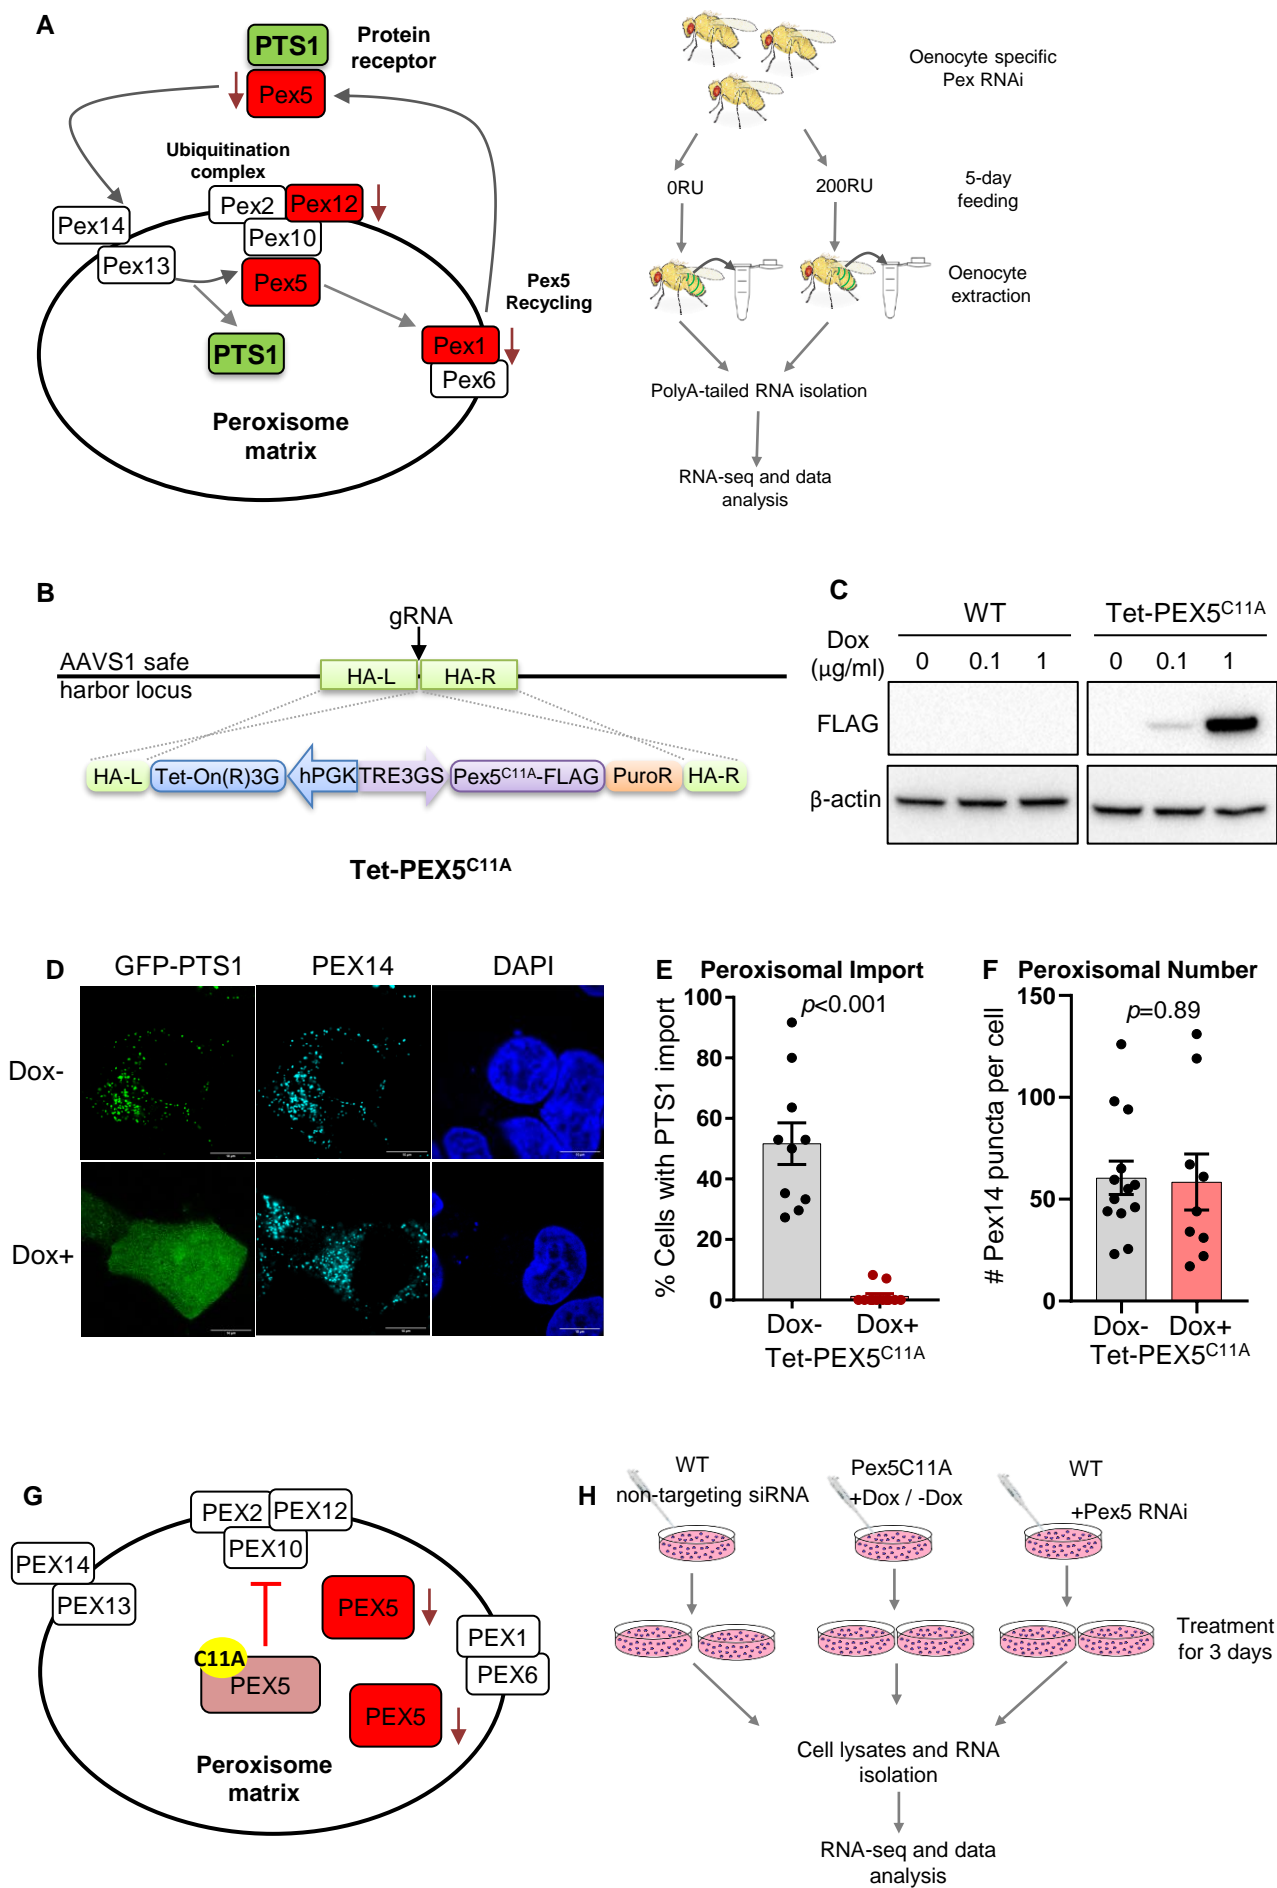 A
PTS1
Protein
receptor
Pex5
Ubiquitination
complex
Pex2
Pex12
Pex14
Pex10
Pex13
Pex5
Pex5
Recycling
PTS1
Pex1
Pex6
Peroxisome
matrix
Oenocyte specific
Pex RNAi
0RU
200RU
5-day
feeding
Oenocyte
extraction
PolyA-tailed RNA isolation
RNA-seq and data
analysis
B
gRNA
AAVS1 safe
harbor locus
HA-L
HA-R
HA-L
Tet-On(R)3G
hPGK
TRE3GS
Pex5C11A-FLAG
PuroR
HA-R
Tet-PEX5C11A
C
WT
Tet-PEX5C11A
Dox
(μg/ml)
0 0.1 1
0 0.1 1
FLAG
β-actin
D
GFP-PTS1
PEX14
DAPI
Dox-
Dox+
E
Peroxisomal Import
p<0.001
% Cells with PTS1 import
100
80
60
40
20
0
Dox- Dox+
Tet-PEX5C11A
F
Peroxisomal Number
p=0.89
# Pex14 puncta per cell
150
100
50
0
Dox- Dox+
Tet-PEX5C11A
G
PEX2
PEX12
PEX10
PEX14
PEX13
PEX5
C11A
PEX5
PEX1
PEX6
PEX5
Peroxisome
matrix
H
WT
non-targeting siRNA
Pex5C11A
+Dox / -Dox
WT
+Pex5 RNAi
Treatment
for 3 days
Cell lysates and RNA
isolation
RNA-seq and data
analysis